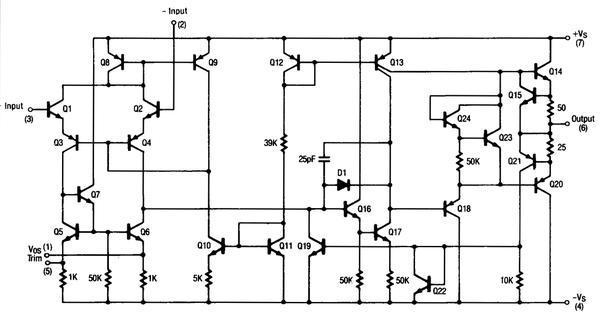 - Input
(2)
+Vs
(7)
Q8
Q9
Q12
Q13
Q14
Q15
- Input
(3)
Q1
Q2
Q24
50
Output
(6)
Q3
Q4
39K
Q23
25
25pF
50K
Q21
D1
Q7
Q20
Q16
Q18
Q5
Q6
Q10
Q11
Q19
Q17
Vos (1)
Trim
(5)
1K
50K
1K
5K
50K
50K
Q22
10K
-Vs
(4)